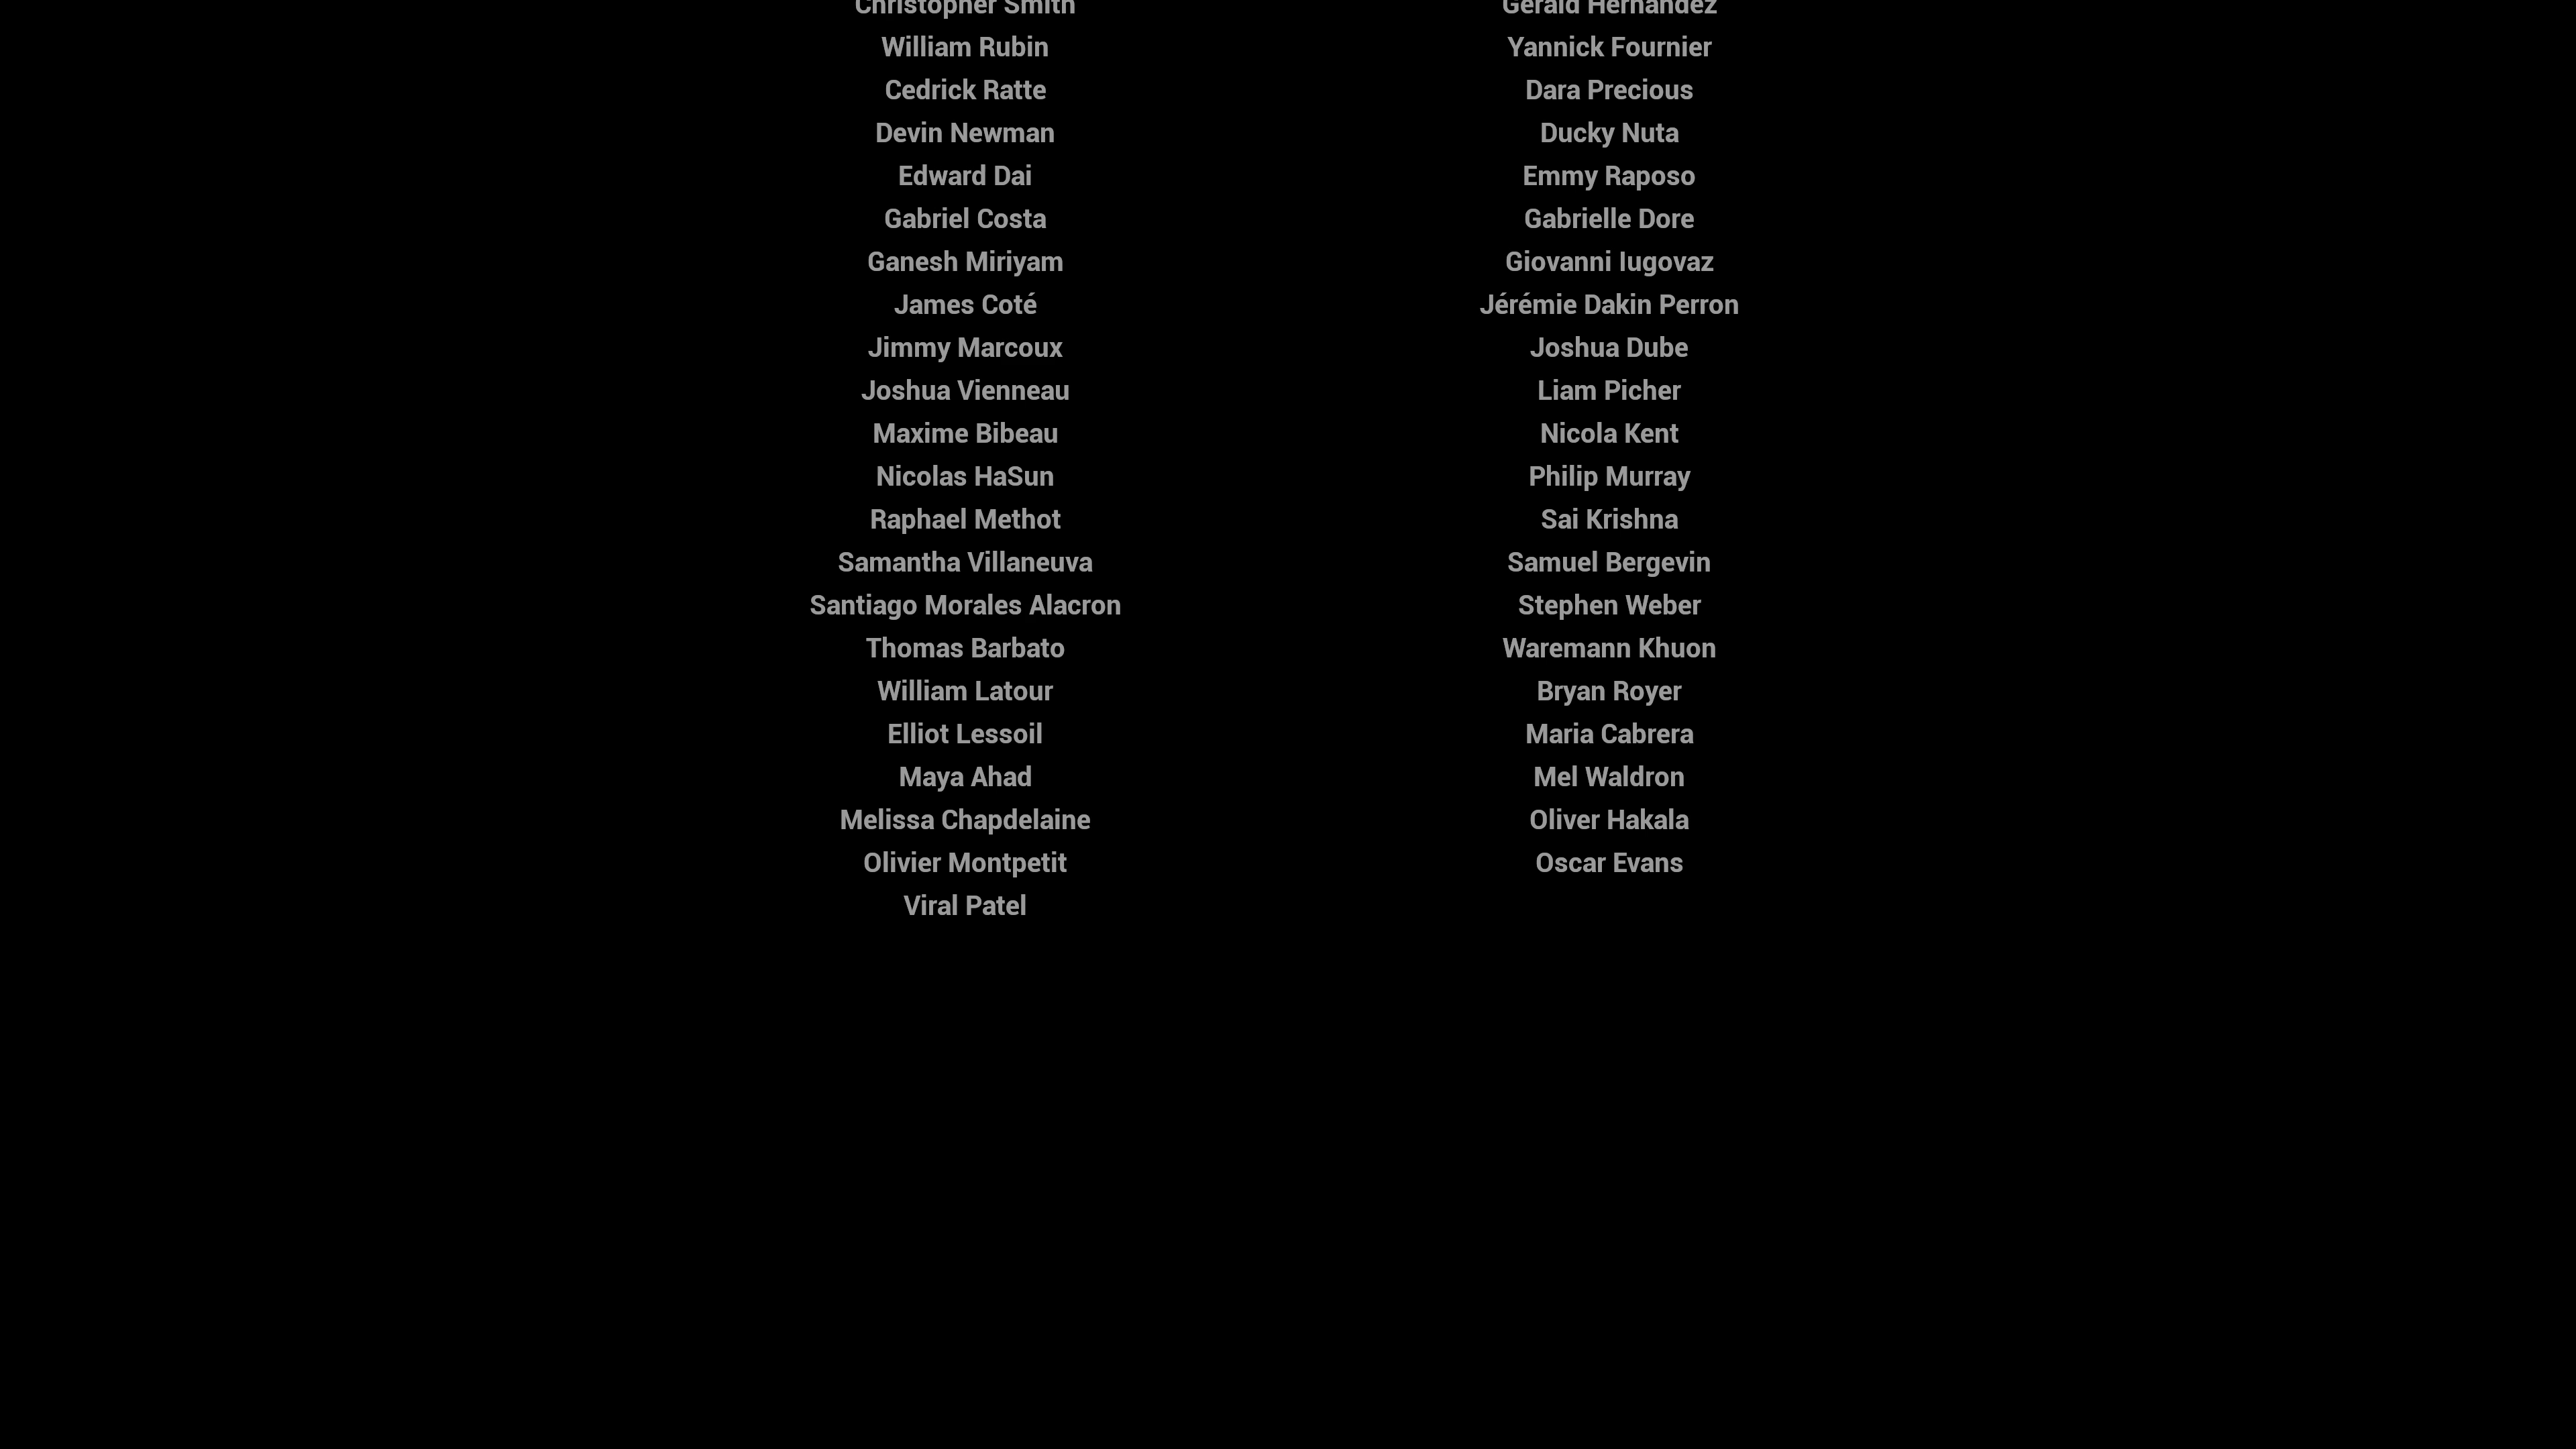 Christopher Smith
Gerald Hernandez
William Rubin
Yannick Fournier
Cedrick Ratte
Dara Precious
Devin Newman
Ducky Nuta
Edward Dai
Emmy Raposo
Gabriel Costa
Gabrielle Dore
Ganesh Miriyam
Giovanni Iugovaz
James Coté
Jérémie Dakin Perron
Jimmy Marcoux
Joshua Dube
Joshua Vienneau
Liam Picher
Maxime Bibeau
Nicola Kent
Nicolas HaSun
Philip Murray
Raphael Methot
Sai Krishna
Samantha Villaneuva
Samuel Bergevin
Santiago Morales Alacron
Stephen Weber
Thomas Barbato
Waremann Khuon
William Latour
Bryan Royer
Elliot Lessoil
Maria Cabrera
Maya Ahad
Mel Waldron
Melissa Chapdelaine
Oliver Hakala
Olivier Montpetit
Oscar Evans
Viral Patel